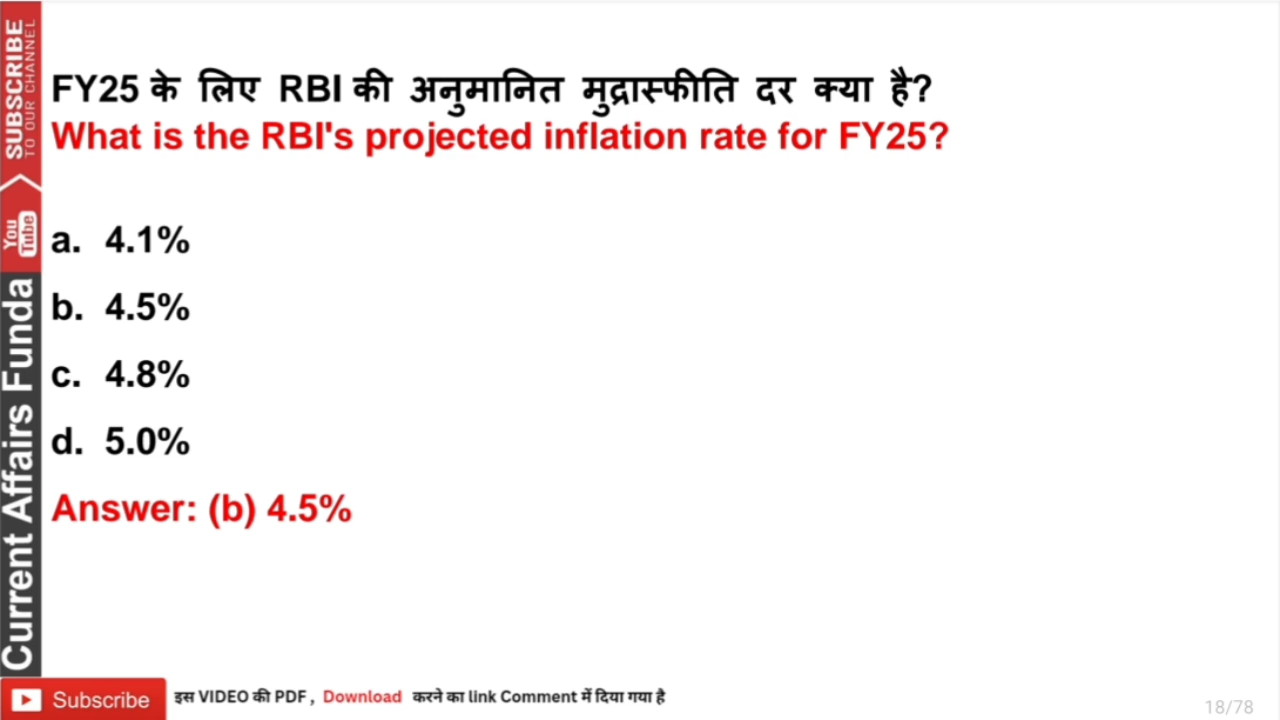 FY25 के लिए RBI की अनुमानित मुद्रास्फीति दर क्या है?
What is the RBI's projected inflation rate for FY25?
a. 4.1%
b. 4.5%
c. 4.8%
d. 5.0%
Answer: (b) 4.5%
SUBSCRIBE
TO OUR CHANNEL
You
Tube
Current Affairs Funda
Subscribe इस VIDEO की PDF , Download करने का link Comment में दिया गया है
18/78